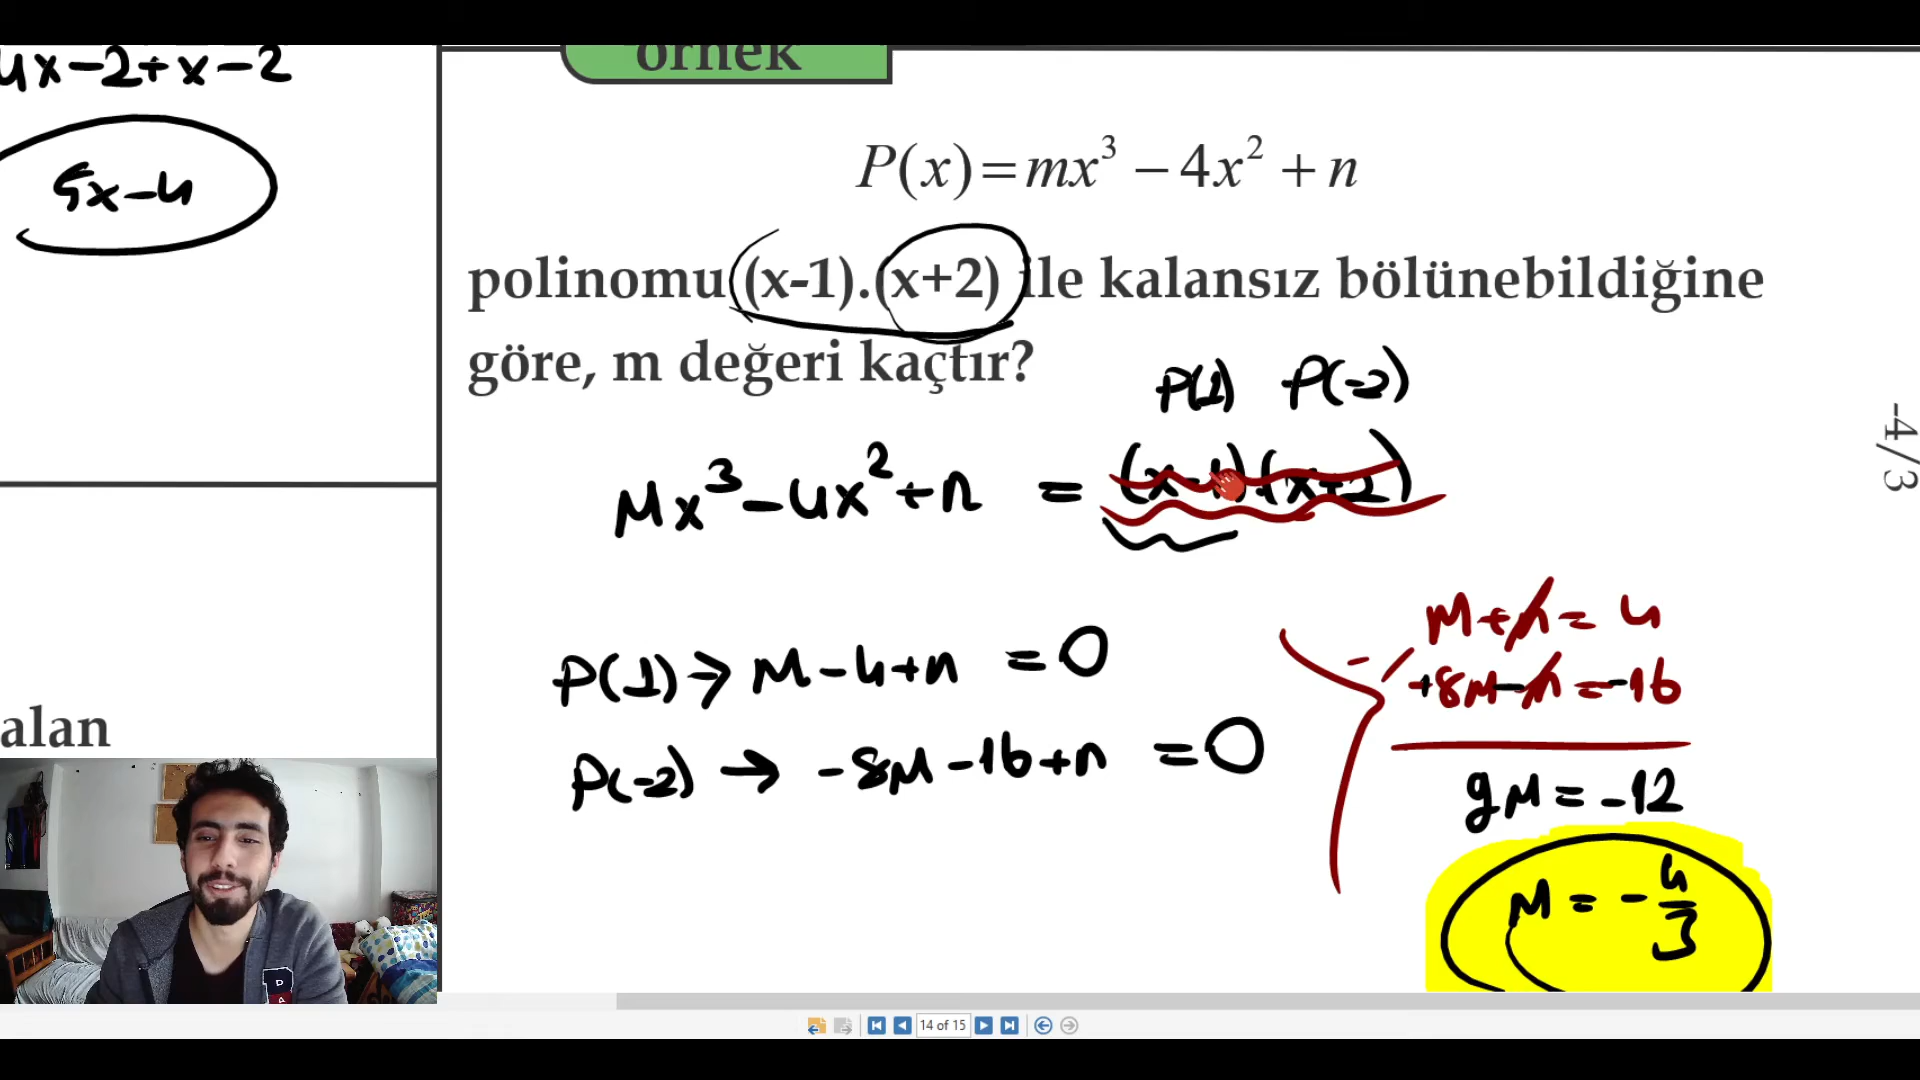 4x-2+x-2
5x-4
alan
örnek
P(x)=mx³-4x²+n
polinomu (x-1).(x+2) ile kalansız bölünebildiğine
göre, m değeri kaçtır?
P(1) P(-2)
Mx³-4x²+n = (x-1)(x+2)
P(1)→ M-4+n =0
P(-2) → -8M-16+n =0
-
M+n=4
+8M-n=-16
9M=-12
M=-4/3
-4/3
14 of 15